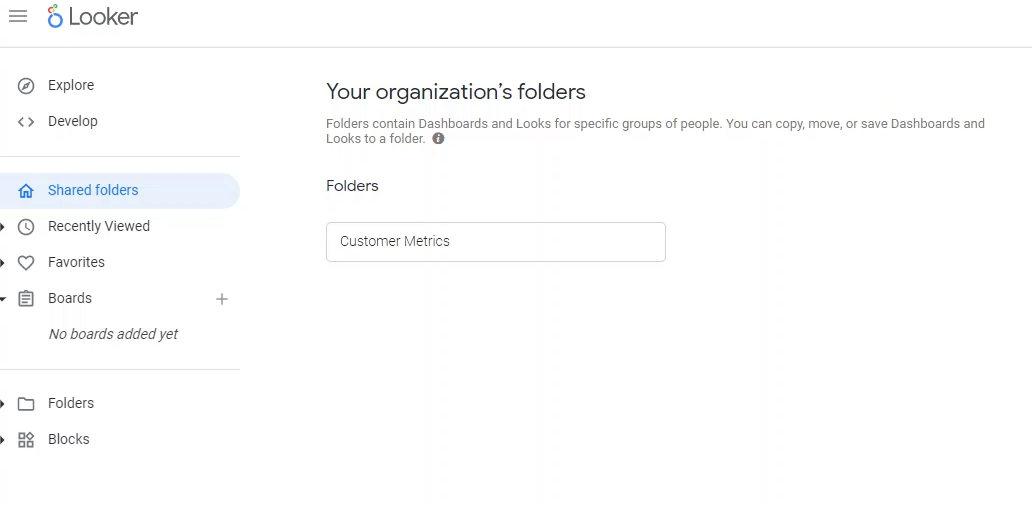 Looker
Explore
Develop
Shared folders
Recently Viewed
Favorites
Boards
No boards added yet
Folders
Blocks
Your organization’s folders
Folders contain Dashboards and Looks for specific groups of people. You can copy, move, or save Dashboards and
Looks to a folder.
Folders
Customer Metrics